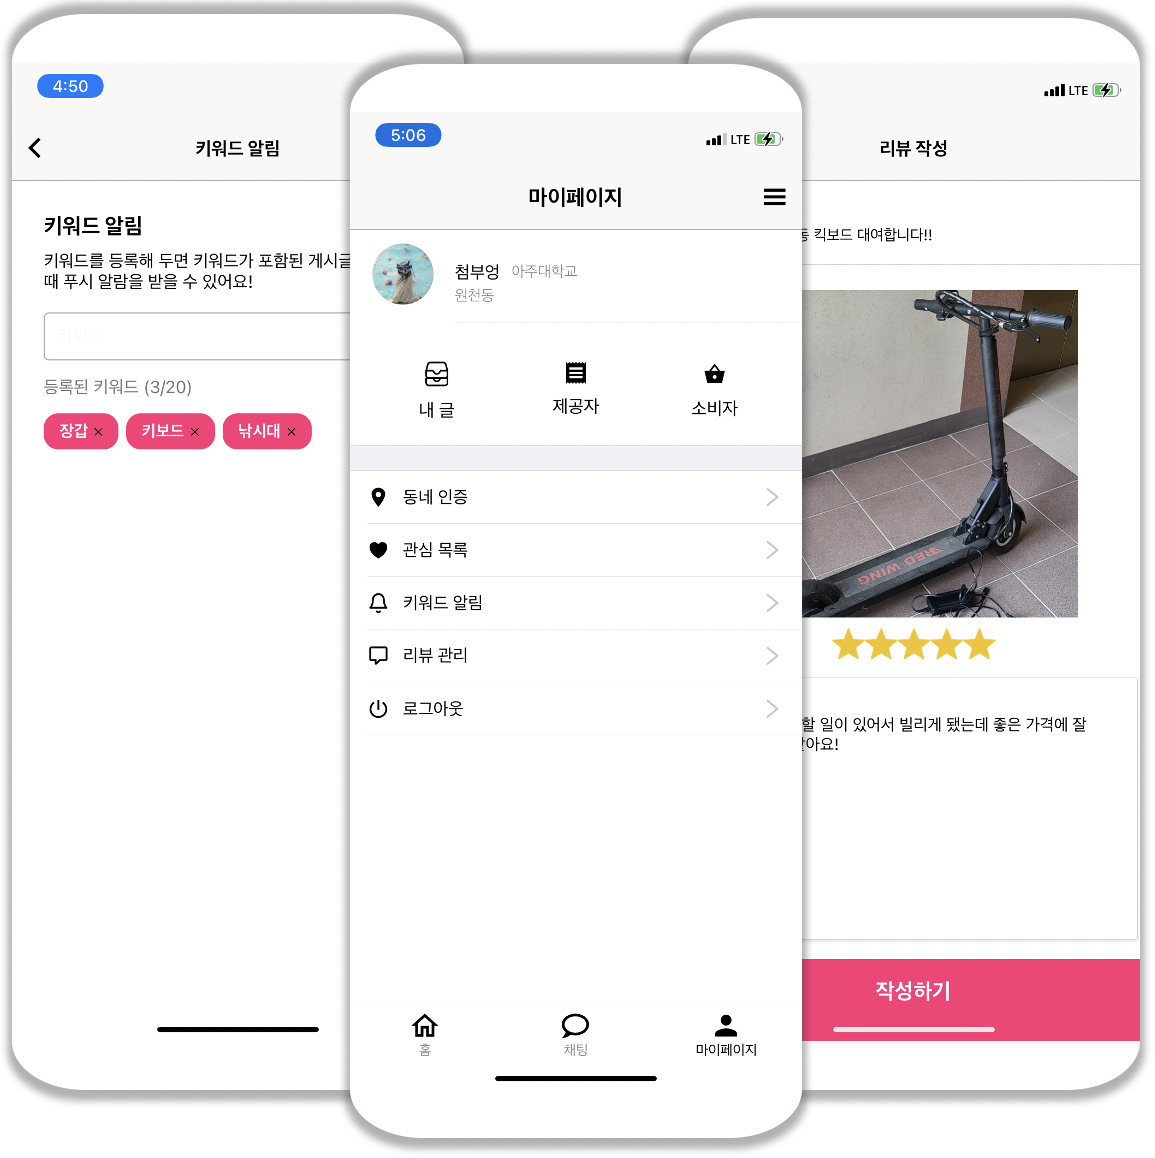 4:50
키워드 알림
키워드 알림
키워드를 등록해 두면 키워드가 포함된 게시글
때 푸시 알람을 받을 수 있어요!
키워드
등록된 키워드 (3/20)
장갑 ×
키보드 ×
낚시대 ×
5:06
LTE
마이페이지
첨부엉 아주대학교
원천동
내 글
제공자
소비자
동네 인증
관심 목록
키워드 알림
리뷰 관리
로그아웃
홈
채팅
마이페이지
LTE
리뷰 작성
킥보드 대여합니다!!
RED WING
할 일이 있어서 빌리게 됐는데 좋은 가격에 잘
아요!
작성하기